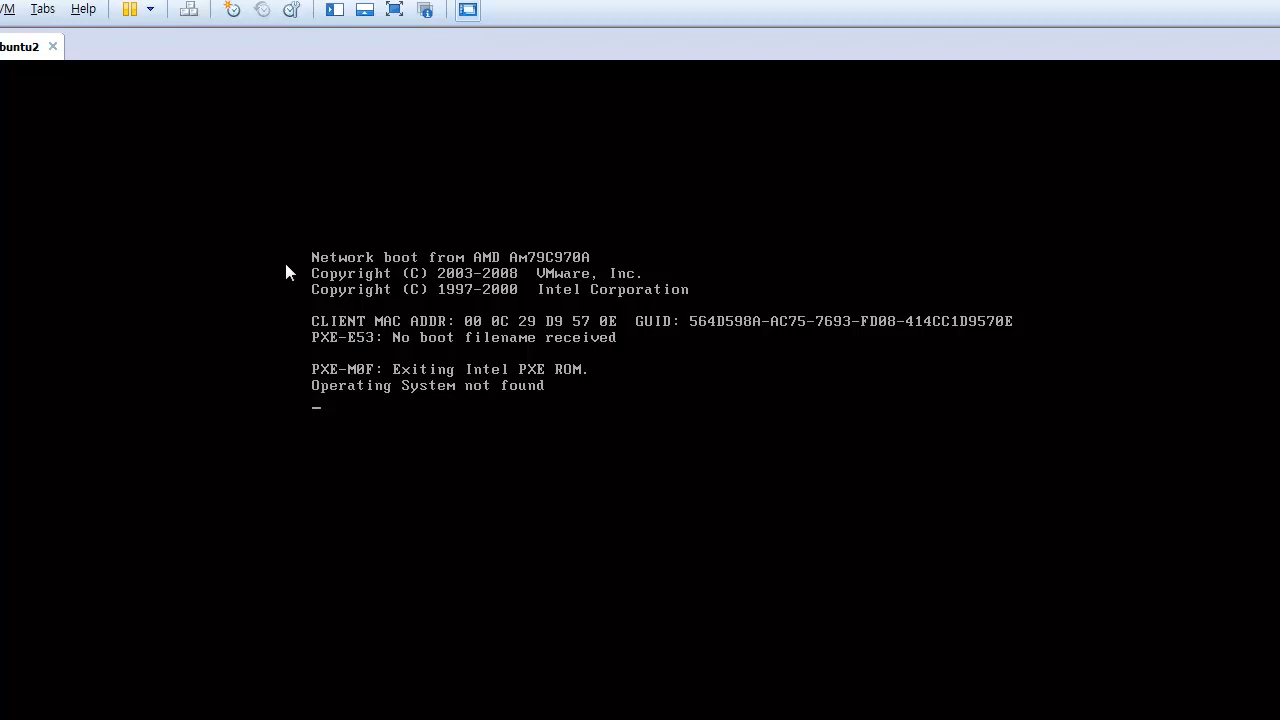 /M Tabs Help
buntu2
Network boot from AMD Am79C970A
Copyright (C) 2003-2008 VMware, Inc.
Copyright (C) 1997-2000 Intel Corporation
CLIENT MAC ADDR: 00 0C 29 D9 57 0E GUID: 564D598A-AC75-7693-FD08-414CC1D9570E
PXE-E53: No boot filename received
PXE-M0F: Exiting Intel PXE ROM.
Operating System not found